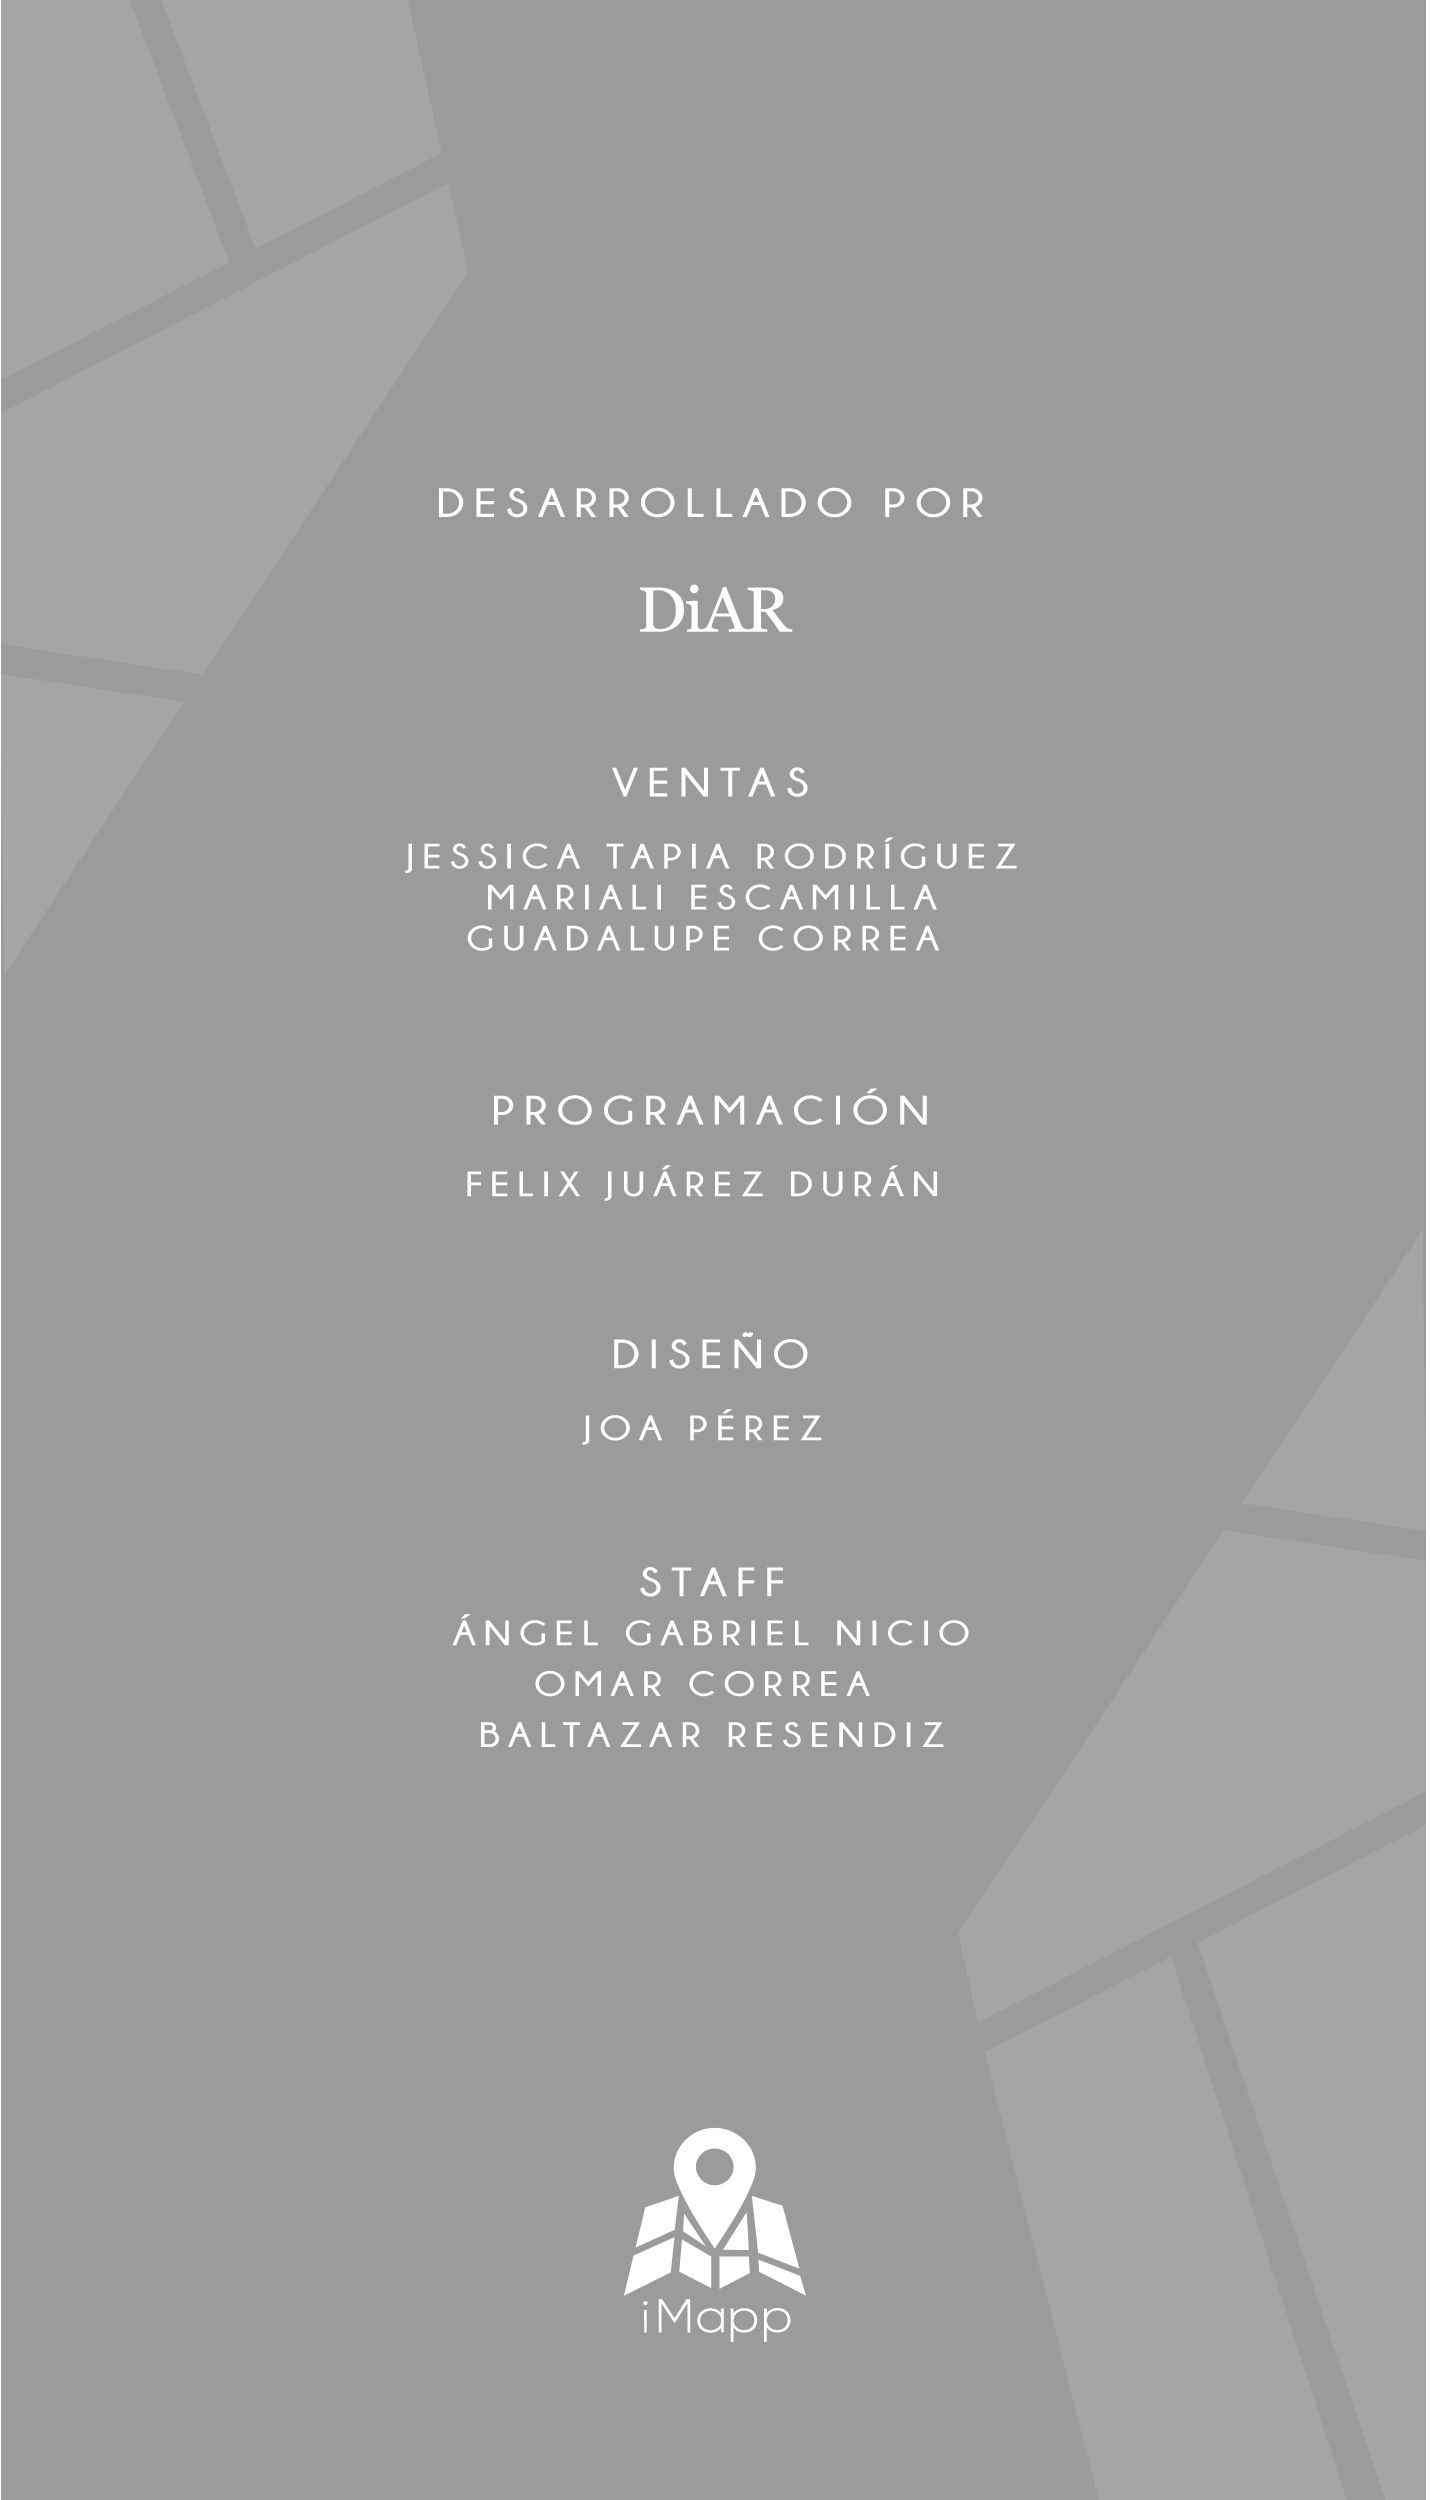 DESARROLLADO POR
DiAR
VENTAS
JESSICA TAPIA RODRÍGUEZ
MARIALI ESCAMILLA
GUADALUPE CORREA
PROGRAMACIÓN
FELIX JUÁREZ DURÁN
DISEÑO
JOA PÉREZ
STAFF
ÁNGEL GABRIEL NICIO
OMAR CORREA
BALTAZAR RESENDIZ
iMapp